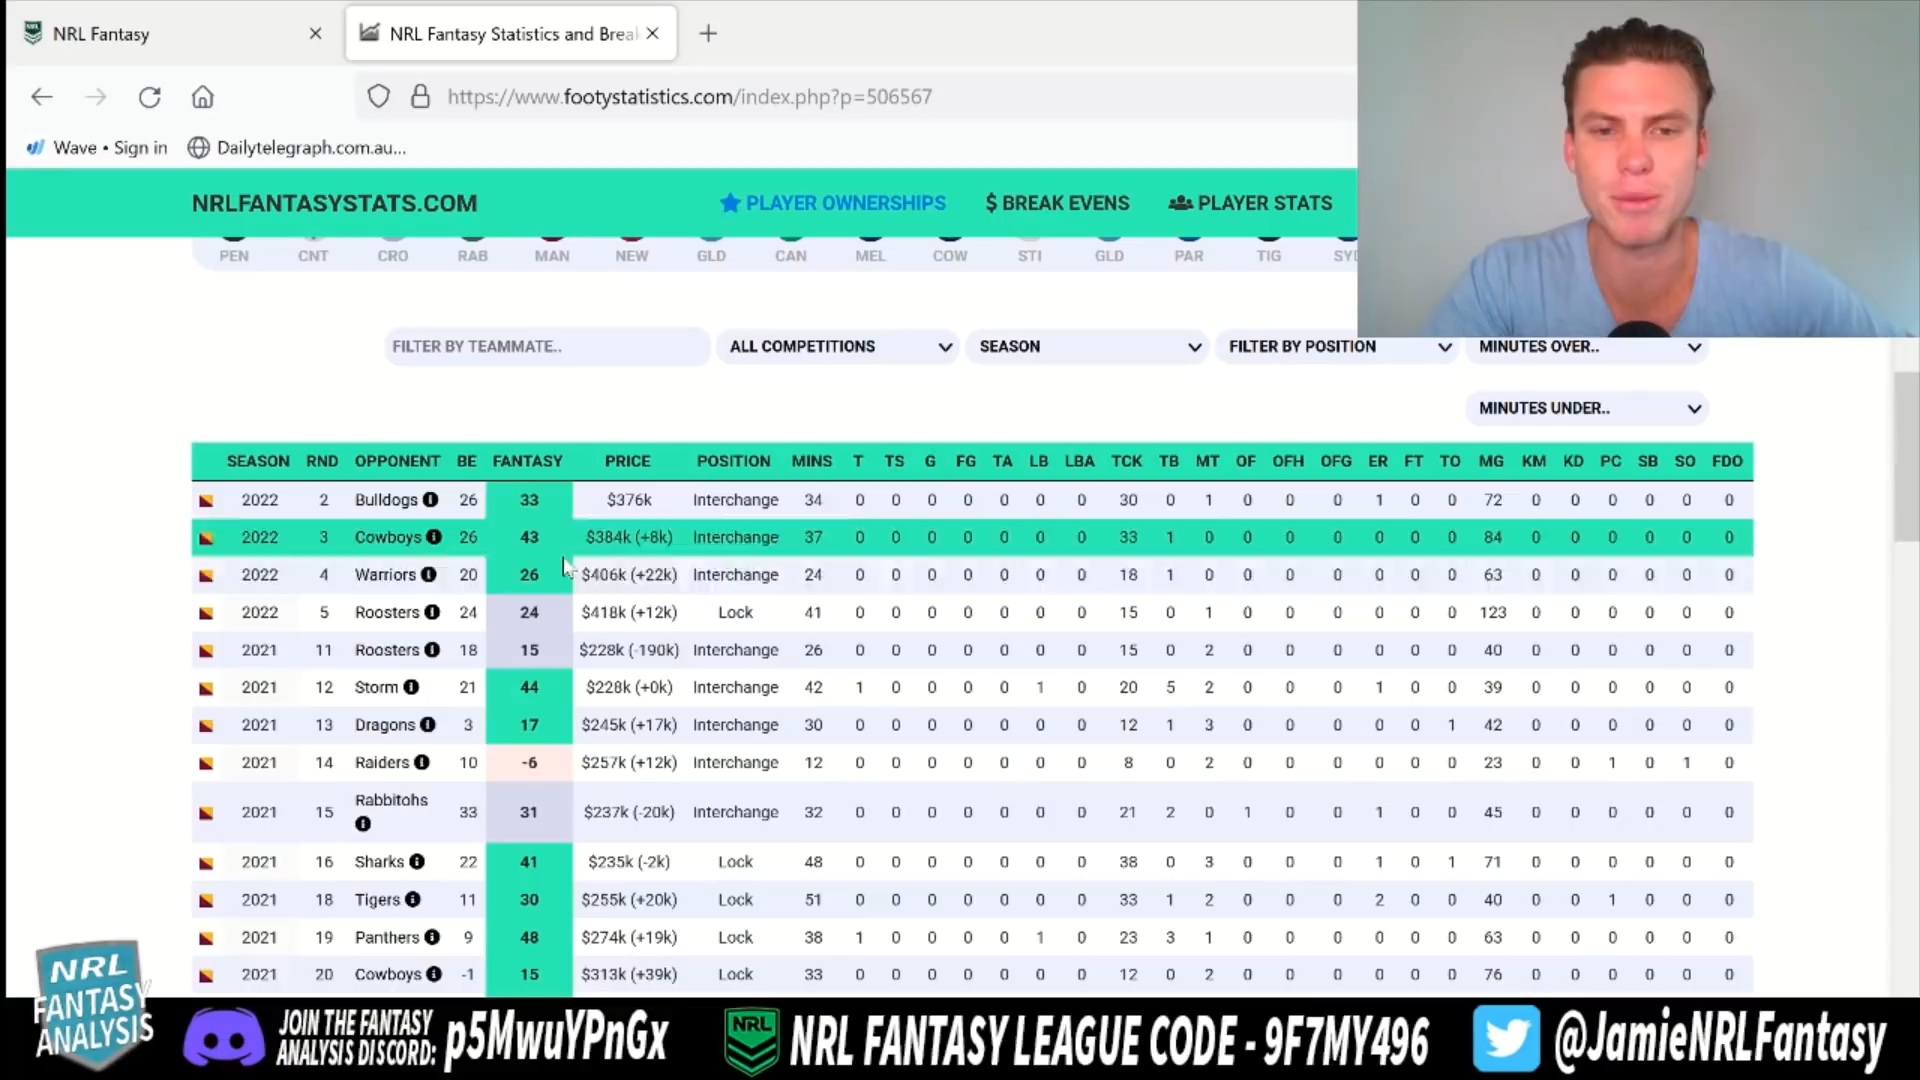 NRL Fantasy
NRL Fantasy Statistics and Brea
https://www.footystatistics.com/index.php?p=506567
Wave • Sign in
Dailytelegraph.com.au...
NRLFANTASYSTATS.COM
PLAYER OWNERSHIPS
$ BREAK EVENS
PLAYER STATS
PEN CNT CRO RAB MAN NEW GLD CAN MEL COW STI GLD PAR TIG SYD
FILTER BY TEAMMATE..
ALL COMPETITIONS
SEASON
FILTER BY POSITION
MINUTES OVER..
MINUTES UNDER..
SEASON RND OPPONENT BE FANTASY PRICE POSITION MINS T TS G FG TA LB LBA TCK TB MT OF OFH OFG ER FT TO MG KM KD PC SB SO FDO
2022 2 Bulldogs 26 33 $376k Interchange 34 0 0 0 0 0 0 0 30 0 1 0 0 0 1 0 0 72 0 0 0 0 0 0
2022 3 Cowboys 26 43 $384k (+8k) Interchange 37 0 0 0 0 0 0 0 33 1 0 0 0 0 0 0 0 84 0 0 0 0 0 0
2022 4 Warriors 20 26 $406k (+22k) Interchange 24 0 0 0 0 0 0 0 18 1 0 0 0 0 0 0 0 63 0 0 0 0 0 0
2022 5 Roosters 24 24 $418k (+12k) Lock 41 0 0 0 0 0 0 0 15 0 1 0 0 0 0 0 0 123 0 0 0 0 0 0
2021 11 Roosters 18 15 $228k (-190k) Interchange 26 0 0 0 0 0 0 0 15 0 2 0 0 0 0 0 0 40 0 0 0 0 0 0
2021 12 Storm 21 44 $228k (+0k) Interchange 42 1 0 0 0 0 1 0 20 5 2 0 0 0 1 0 0 39 0 0 0 0 0 0
2021 13 Dragons 3 17 $245k (+17k) Interchange 30 0 0 0 0 0 0 0 12 1 3 0 0 0 0 0 1 42 0 0 0 0 0 0
2021 14 Raiders 10 -6 $257k (+12k) Interchange 12 0 0 0 0 0 0 0 8 0 2 0 0 0 0 0 0 23 0 0 1 0 1 0
2021 15 Rabbitohs 33 31 $237k (-20k) Interchange 32 0 0 0 0 0 0 0 21 2 0 1 0 0 1 0 0 45 0 0 0 0 0 0
2021 16 Sharks 22 41 $235k (-2k) Lock 48 0 0 0 0 0 0 0 38 0 3 0 0 0 1 0 1 71 0 0 0 0 0 0
2021 18 Tigers 11 30 $255k (+20k) Lock 51 0 0 0 0 0 0 0 33 1 2 0 0 0 2 0 0 40 0 0 1 0 0 0
2021 19 Panthers 9 48 $274k (+19k) Lock 38 1 0 0 0 0 1 0 23 3 1 0 0 0 0 0 0 63 0 0 0 0 0 0
2021 20 Cowboys -1 15 $313k (+39k) Lock 33 0 0 0 0 0 0 0 12 0 2 0 0 0 0 0 0 76 0 0 0 0 0 0
NRL
FANTASY
ANALYSIS
JOIN THE FANTASY
ANALYSIS DISCORD:
p5MwuYPnGx
NRL
NRL FANTASY LEAGUE CODE - 9F7MY496
@JamieNRLFantasy